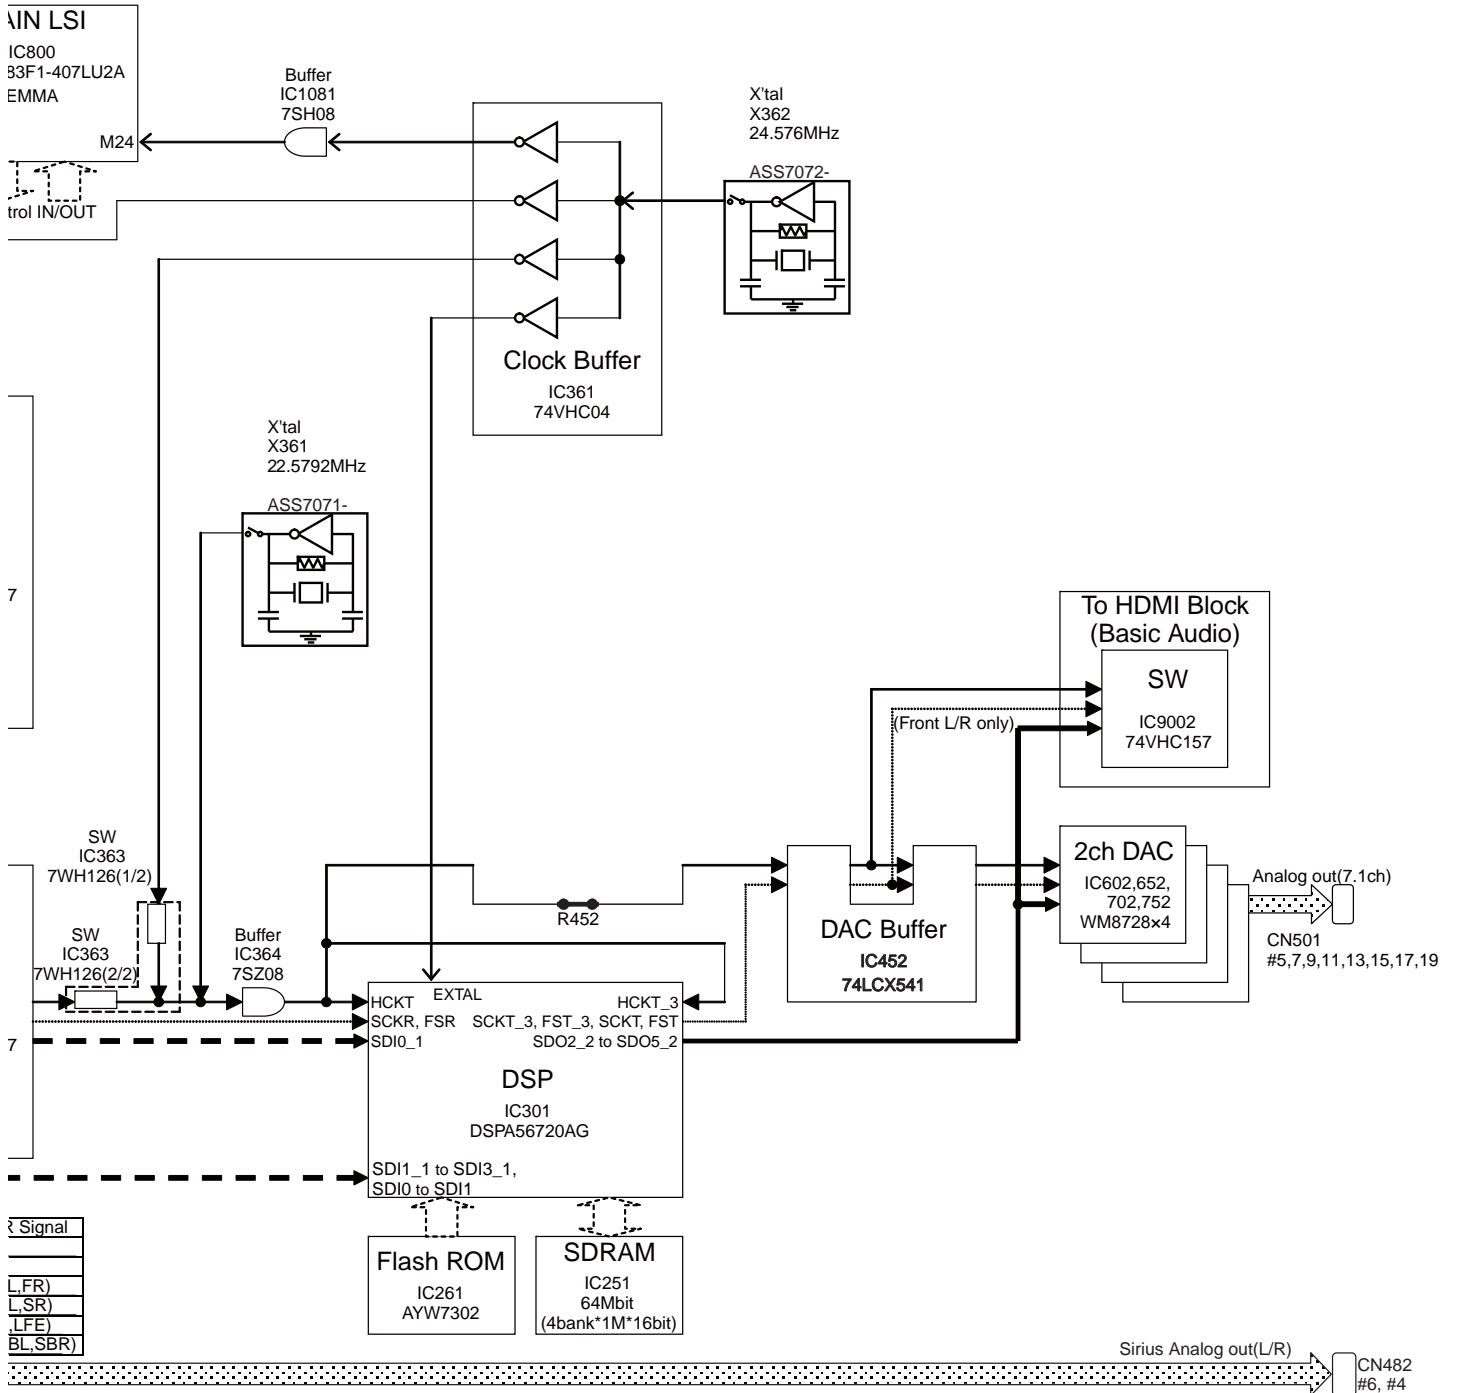 AIN LSI
IC800
83F1-407LU2A
EMMA
M24
trol IN/OUT
Buffer
IC1081
7SH08
X'tal
X362
24.576MHz
ASS7072-
Clock Buffer
IC361
74VHC04
X'tal
X361
22.5792MHz
ASS7071-
7
To HDMI Block
(Basic Audio)
SW
IC9002
74VHC157
(Front L/R only)
SW
IC363
7WH126(1/2)
SW
IC363
7WH126(2/2)
Buffer
IC364
7SZ08
R452
DAC Buffer
IC452
74LCX541
2ch DAC
IC602,652,
702,752
WM8728×4
Analog out(7.1ch)
CN501
#5,7,9,11,13,15,17,19
7
HCKT
EXTAL
HCKT_3
SCKR, FSR
SCKT_3, FST_3, SCKT, FST
SDI0_1
SDO2_2 to SDO5_2
DSP
IC301
DSPA56720AG
SDI1_1 to SDI3_1,
SDI0 to SDI1
R Signal
L,FR)
L,SR)
,LFE)
BL,SBR)
Flash ROM
IC261
AYW7302
SDRAM
IC251
64Mbit
(4bank*1M*16bit)
Sirius Analog out(L/R)
CN482
#6, #4